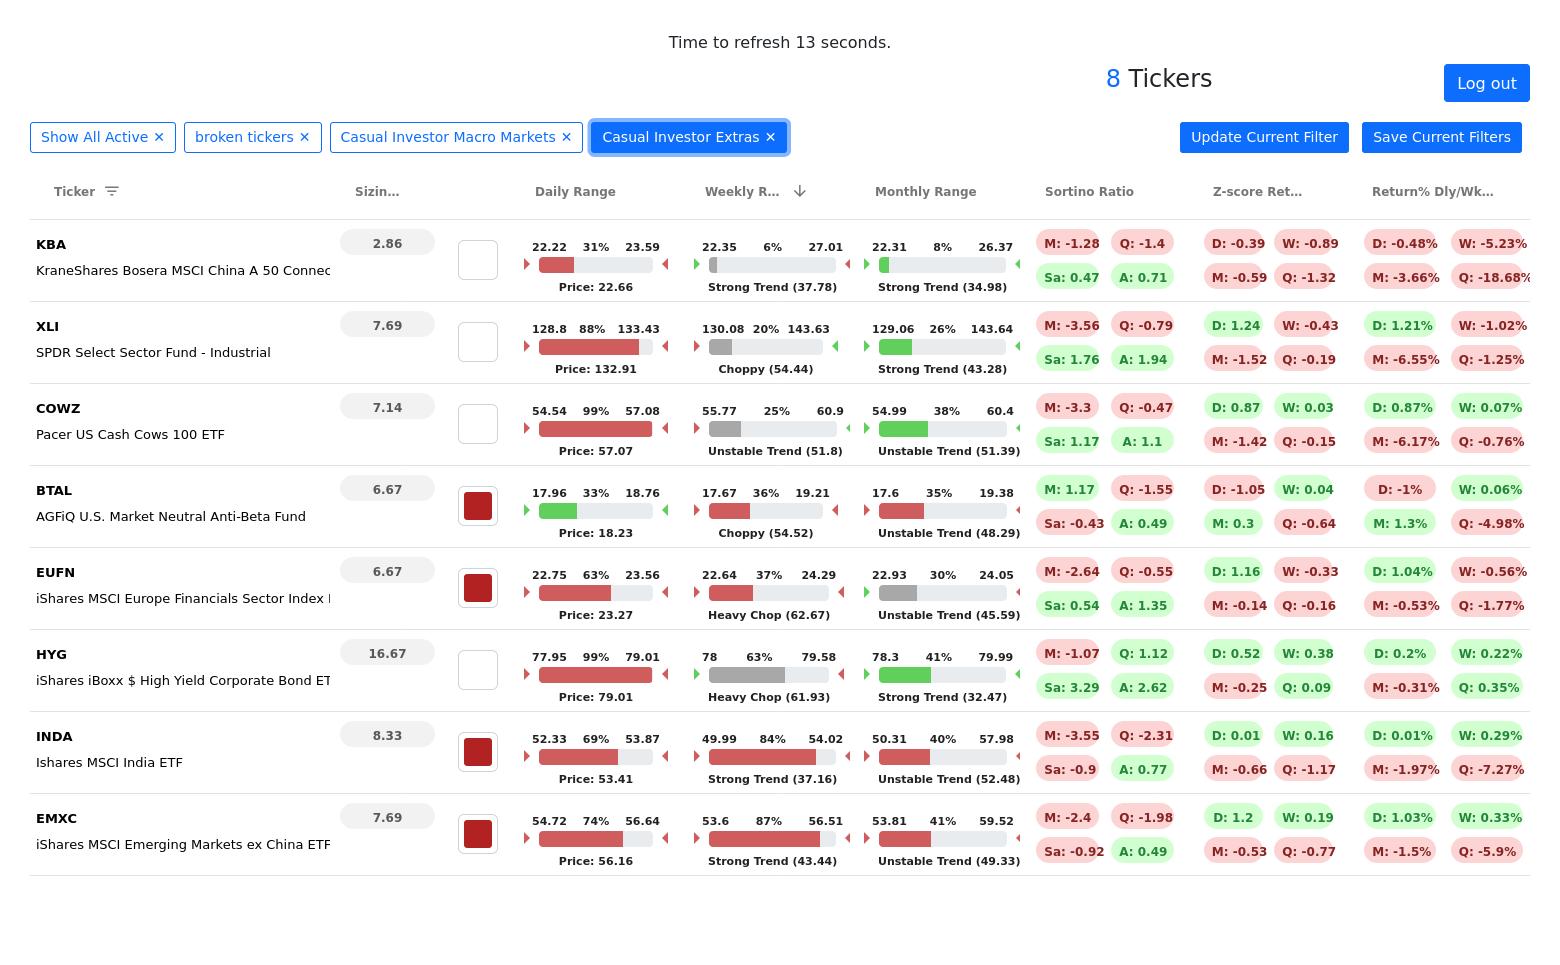 Time to refresh 13 seconds.
8 Tickers
Log out
Show All Active ✕ broken tickers ✕ Casual Investor Macro Markets ✕ Casual Investor Extras ✕ Update Current Filter Save Current Filters
Ticker Sizin... Daily Range Weekly R... Monthly Range Sortino Ratio Z-score Ret... Return% Dly/Wk...
KBA 2.86 22.22 31% 23.59 22.35 6% 27.01 22.31 8% 26.37 M: -1.28 Q: -1.4 D: -0.39 W: -0.89 D: -0.48% W: -5.23%
KraneShares Bosera MSCI China A 50 Connec Sa: 0.47 A: 0.71 M: -0.59 Q: -1.32 M: -3.66% Q: -18.68%
Price: 22.66 Strong Trend (37.78) Strong Trend (34.98)
XLI 7.69 128.8 88% 133.43 130.08 20% 143.63 129.06 26% 143.64 M: -3.56 Q: -0.79 D: 1.24 W: -0.43 D: 1.21% W: -1.02%
SPDR Select Sector Fund - Industrial Sa: 1.76 A: 1.94 M: -1.52 Q: -0.19 M: -6.55% Q: -1.25%
Price: 132.91 Choppy (54.44) Strong Trend (43.28)
COWZ 7.14 54.54 99% 57.08 55.77 25% 60.9 54.99 38% 60.4 M: -3.3 Q: -0.47 D: 0.87 W: 0.03 D: 0.87% W: 0.07%
Pacer US Cash Cows 100 ETF Sa: 1.17 A: 1.1 M: -1.42 Q: -0.15 M: -6.17% Q: -0.76%
Price: 57.07 Unstable Trend (51.8) Unstable Trend (51.39)
BTAL 6.67 17.96 33% 18.76 17.67 36% 19.21 17.6 35% 19.38 M: 1.17 Q: -1.55 D: -1.05 W: 0.04 D: -1% W: 0.06%
AGFiQ U.S. Market Neutral Anti-Beta Fund Sa: -0.43 A: 0.49 M: 0.3 Q: -0.64 M: 1.3% Q: -4.98%
Price: 18.23 Choppy (54.52) Unstable Trend (48.29)
EUFN 6.67 22.75 63% 23.56 22.64 37% 24.29 22.93 30% 24.05 M: -2.64 Q: -0.55 D: 1.16 W: -0.33 D: 1.04% W: -0.56%
iShares MSCI Europe Financials Sector Index Sa: 0.54 A: 1.35 M: -0.14 Q: -0.16 M: -0.53% Q: -1.77%
Price: 23.27 Heavy Chop (62.67) Unstable Trend (45.59)
HYG 16.67 77.95 99% 79.01 78 63% 79.58 78.3 41% 79.99 M: -1.07 Q: 1.12 D: 0.52 W: 0.38 D: 0.2% W: 0.22%
iShares iBoxx $ High Yield Corporate Bond ET Sa: 3.29 A: 2.62 M: -0.25 Q: 0.09 M: -0.31% Q: 0.35%
Price: 79.01 Heavy Chop (61.93) Strong Trend (32.47)
INDA 8.33 52.33 69% 53.87 49.99 84% 54.02 50.31 40% 57.98 M: -3.55 Q: -2.31 D: 0.01 W: 0.16 D: 0.01% W: 0.29%
Ishares MSCI India ETF Sa: -0.9 A: 0.77 M: -0.66 Q: -1.17 M: -1.97% Q: -7.27%
Price: 53.41 Strong Trend (37.16) Unstable Trend (52.48)
EMXC 7.69 54.72 74% 56.64 53.6 87% 56.51 53.81 41% 59.52 M: -2.4 Q: -1.98 D: 1.2 W: 0.19 D: 1.03% W: 0.33%
iShares MSCI Emerging Markets ex China ETF Sa: -0.92 A: 0.49 M: -0.53 Q: -0.77 M: -1.5% Q: -5.9%
Price: 56.16 Strong Trend (43.44) Unstable Trend (49.33)